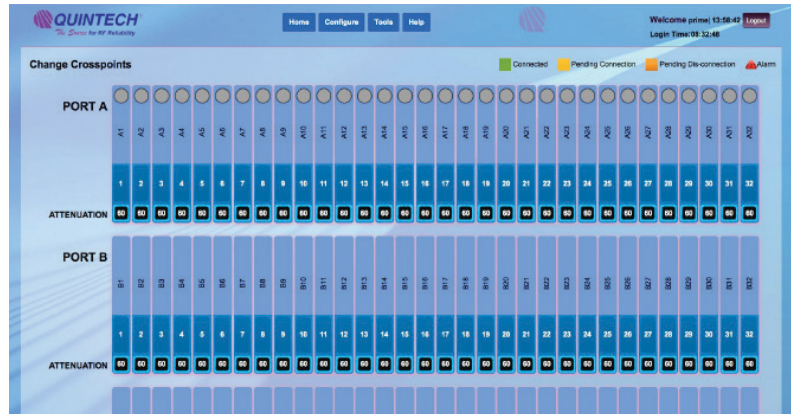 QUINTECH
The Source for RF Reliability
Home Configure Tools Help
Welcome prime| 13:58:42 Logout
Login Time:08:32:48
Change Crosspoints
Connected Pending Connection Pending Dis-connection Alarm
PORT A
A1 A2 A3 A4 A5 A6 A7 A8 A9 A10 A11 A12 A13 A14 A15 A16 A17 A18 A19 A20 A21 A22 A23 A24 A25 A26 A27 A28 A29 A30 A31 A32
1 2 3 4 5 6 7 8 9 10 11 12 13 14 15 16 17 18 19 20 21 22 23 24 25 26 27 28 29 30 31 32
ATTENUATION 60 60 60 60 60 60 60 60 60 60 60 60 60 60 60 60 60 60 60 60 60 60 60 60 60 60 60 60 60 60 60 60
PORT B
B1 B2 B3 B4 B5 B6 B7 B8 B9 B10 B11 B12 B13 B14 B15 B16 B17 B18 B19 B20 B21 B22 B23 B24 B25 B26 B27 B28 B29 B30 B31 B32
1 2 3 4 5 6 7 8 9 10 11 12 13 14 15 16 17 18 19 20 21 22 23 24 25 26 27 28 29 30 31 32
ATTENUATION 60 60 60 60 60 60 60 60 60 60 60 60 60 60 60 60 60 60 60 60 60 60 60 60 60 60 60 60 60 60 60 60